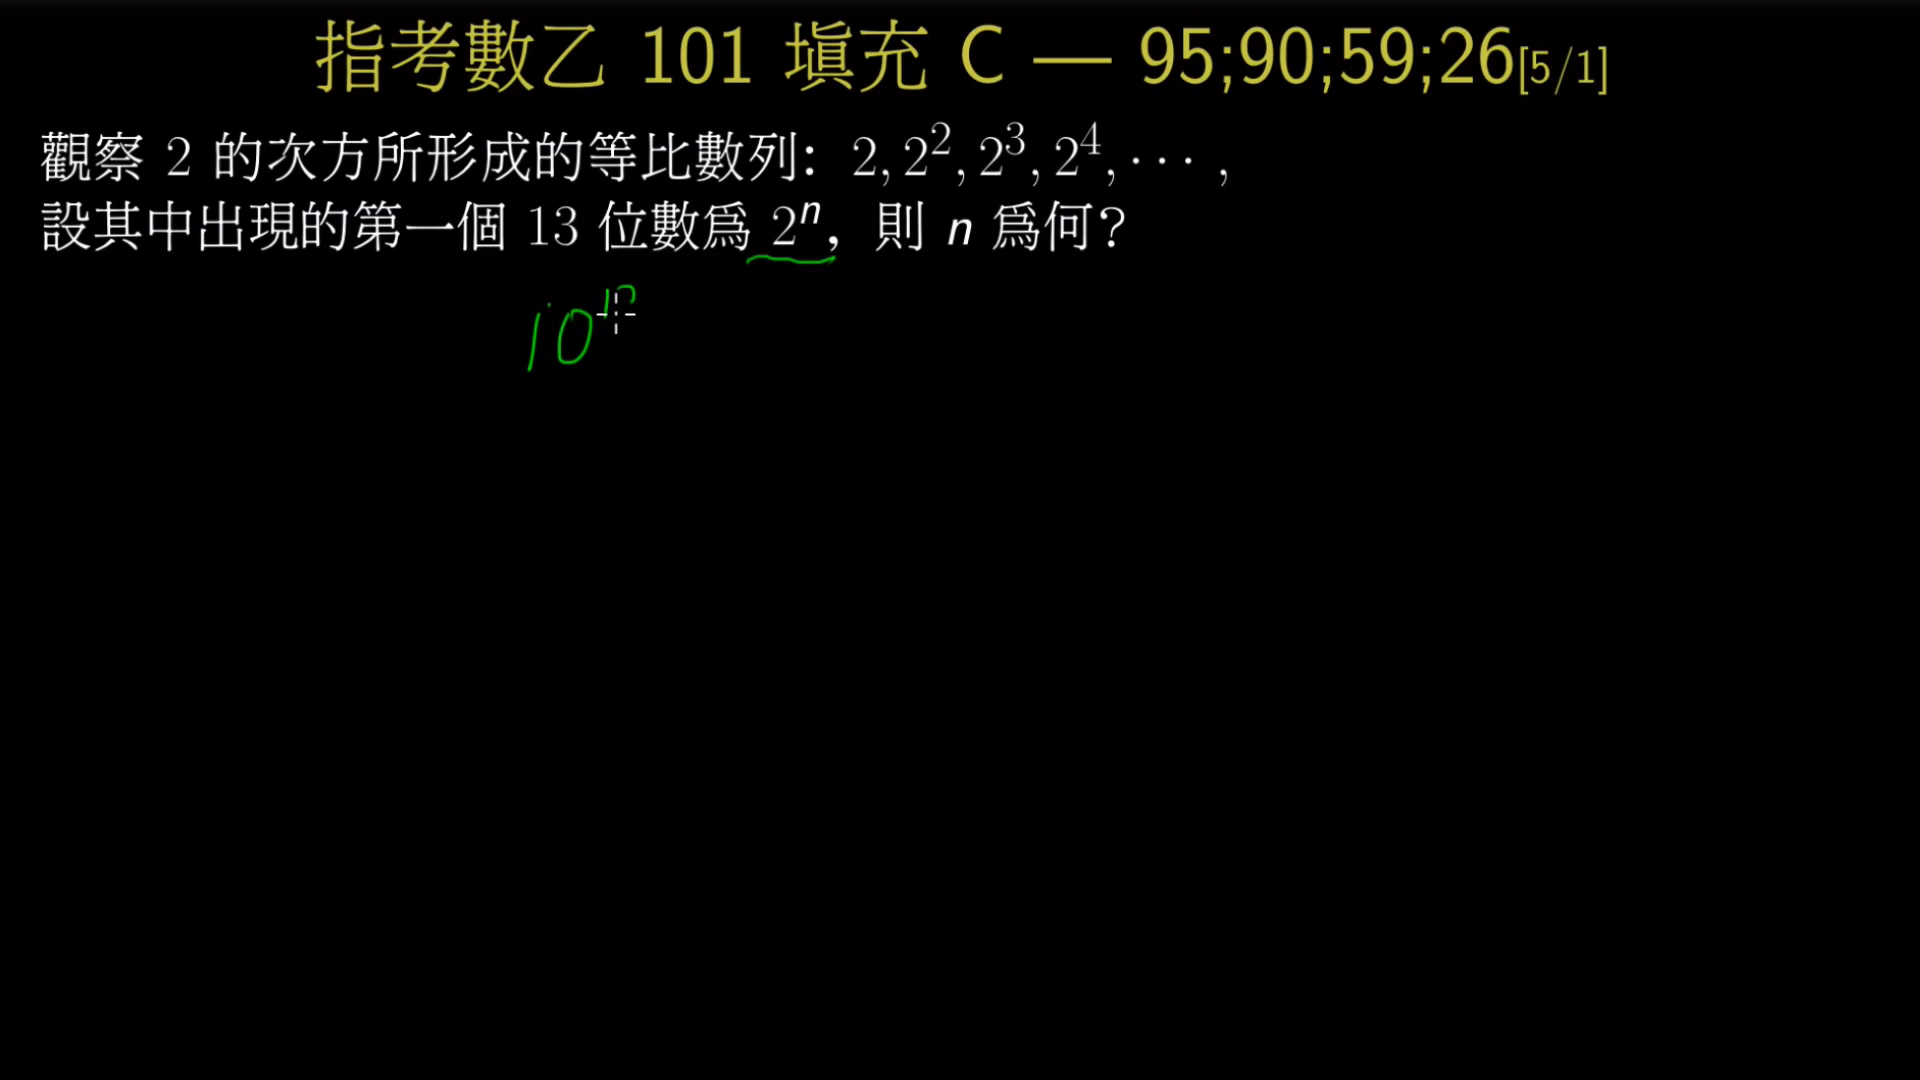 指考數乙 101 塡充 C — 95;90;59;26[5/1]
觀察 2 的次方所形成的等比數列: 2, 2², 2³, 2⁴, ⋯ ,
設其中出現的第一個 13 位數爲 2ⁿ, 則 n 爲何?
10